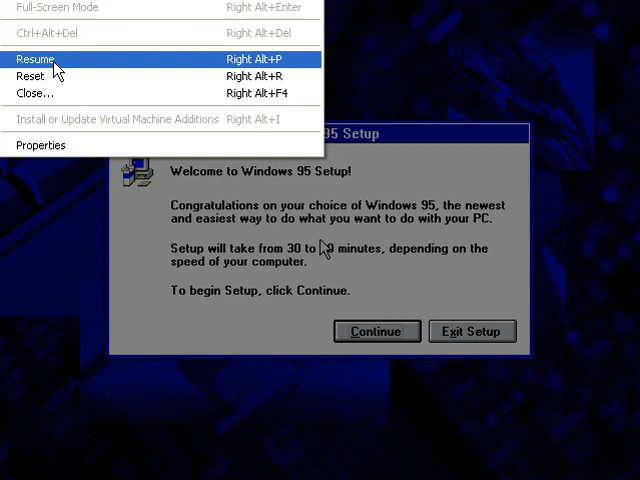 Full-Screen Mode Right Alt+Enter
Ctrl+Alt+Del Right Alt+Del
Resume Right Alt+P
Reset Right Alt+R
Close... Right Alt+F4
Install or Update Virtual Machine Additions Right Alt+I
Properties
95 Setup
Welcome to Windows 95 Setup!
Congratulations on your choice of Windows 95, the newest
and easiest way to do what you want to do with your PC.
Setup will take from 30 to minutes, depending on the
speed of your computer.
To begin Setup, click Continue.
Continue Exit Setup